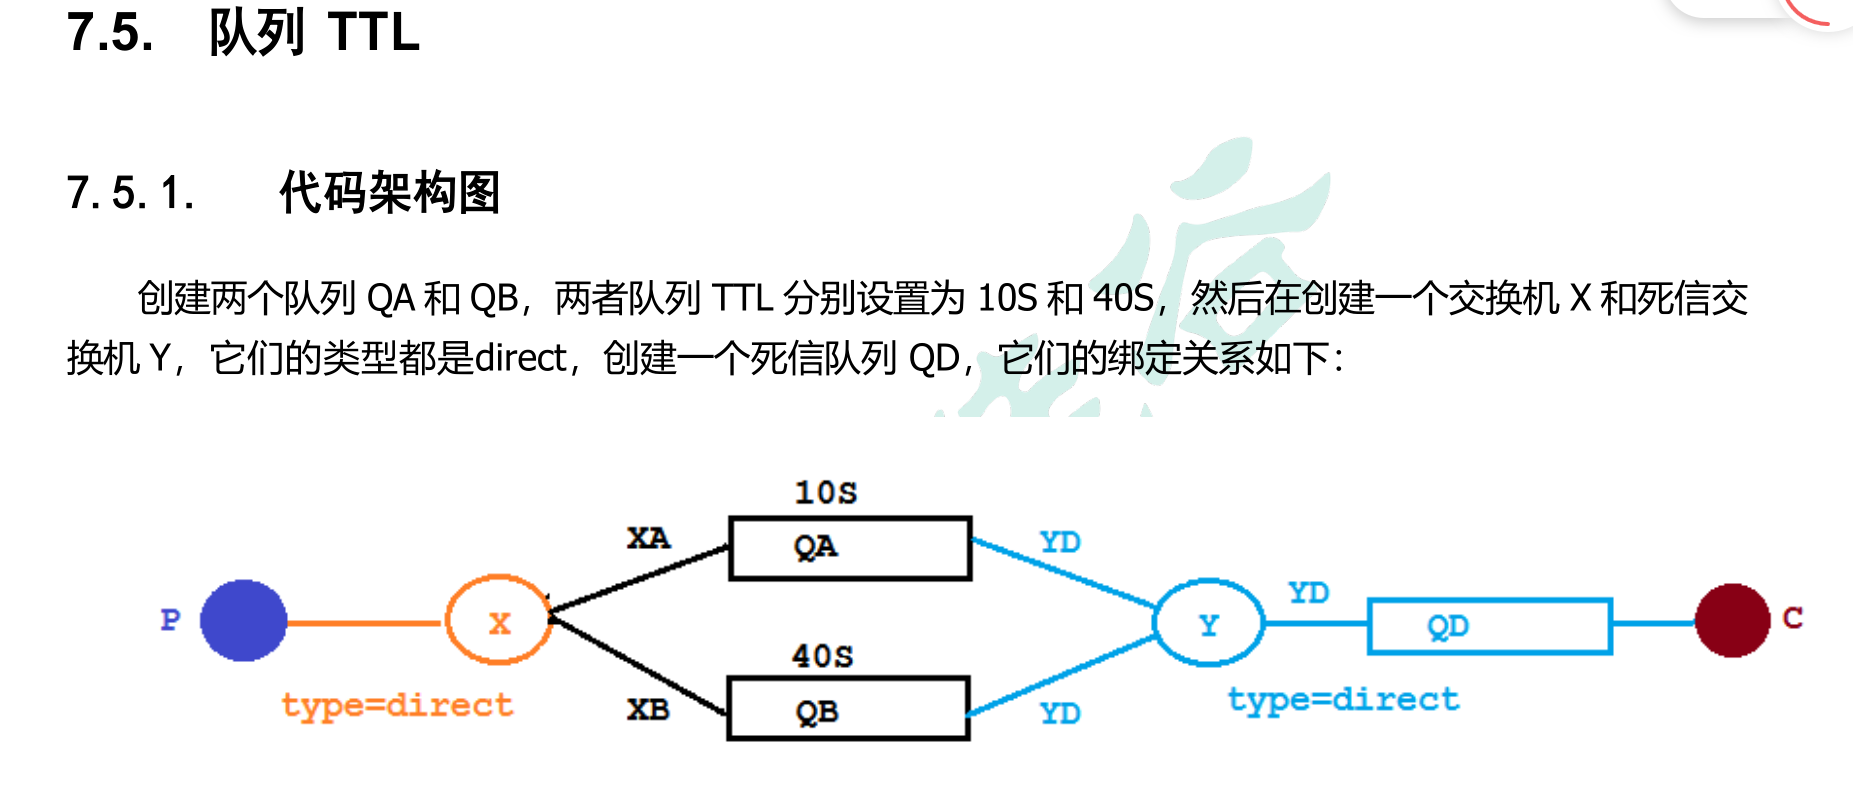 7.5. 队列 TTL
7.5.1. 代码架构图
创建两个队列 QA 和 QB，两者队列 TTL 分别设置为 10S 和 40S，然后在创建一个交换机 X 和死信交
换机 Y，它们的类型都是direct，创建一个死信队列 QD，它们的绑定关系如下：
10S
XA
QA
YD
P
X
Y
YD
QD
C
40S
type=direct
XB
QB
YD
type=direct